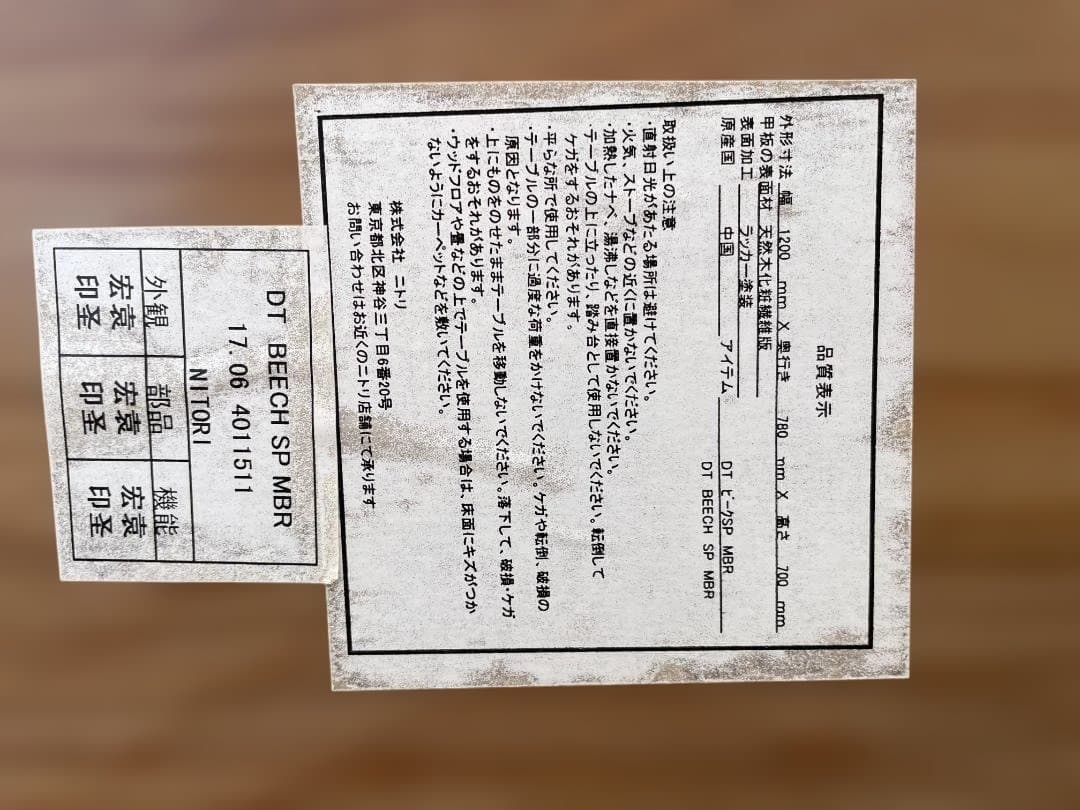 品質表示
外形寸法 幅 1200 mm X 奥行き 780 mm X 高さ 700 mm
甲板の表面材 天然木化粧繊維版
表面加工 ラッカー塗装
原産国 中国 アイテム DT ビークSP MBR
DT BEECH SP MBR
取扱い上の注意
・直射日光があたる場所は避けてください。
・火気、ストーブなどの近くに置かないでください。
・加熱したナベ、湯沸しなどを直接置かないでください。
・テーブルの上に立ったり、踏み台として使用しないでください。転倒して
ケガをするおそれがあります。
・平らな所で使用してください。
・テーブルの一部分に過度な荷重をかけないでください。ケガや転倒、破損の
原因となります。
・上にものをのせたままテーブルを移動しないでください。落下して、破損・ケガ
をするおそれがあります。
・ウッドフロアや畳などの上でテーブルを使用する場合は、床面にキズがつか
ないようにカーペットなどを敷いてください。
株式会社 ニトリ
東京都北区神谷三丁目6番20号
お問い合わせはお近くのニトリ店舗にて承ります
DT BEECH SP MBR
17.06 4011511
NITORI
外観 部品 機能
宏袁 宏袁 宏袁
印圣 印圣 印圣